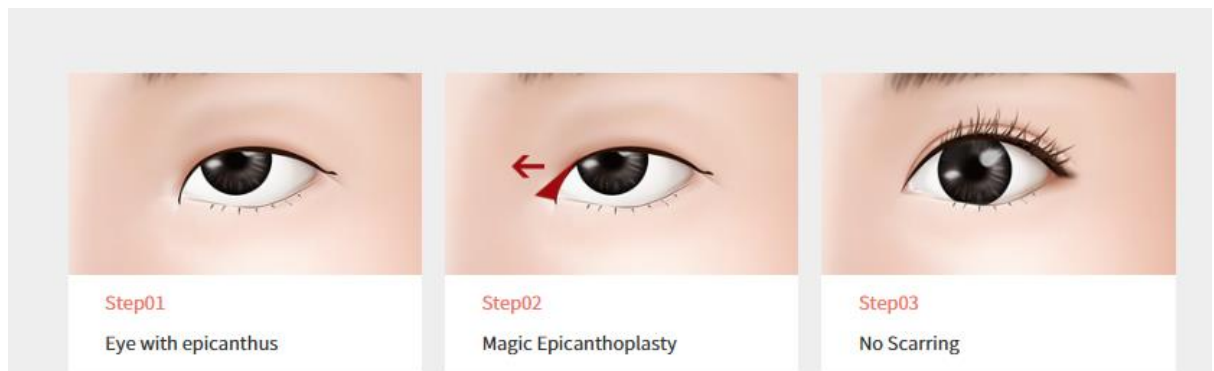 Step01
Eye with epicanthus
Step02
Magic Epicanthoplasty
Step03
No Scarring